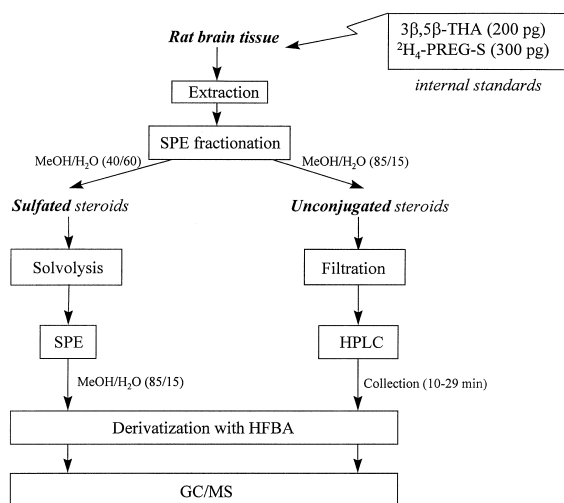 3β,5β-THA (200 pg)
²H₄-PREG-S (300 pg)
internal standards
Rat brain tissue
Extraction
SPE fractionation
MeOH/H₂O (40/60)
MeOH/H₂O (85/15)
Sulfated steroids
Unconjugated steroids
Solvolysis
Filtration
SPE
HPLC
MeOH/H₂O (85/15)
Collection (10-29 min)
Derivatization with HFBA
GC/MS